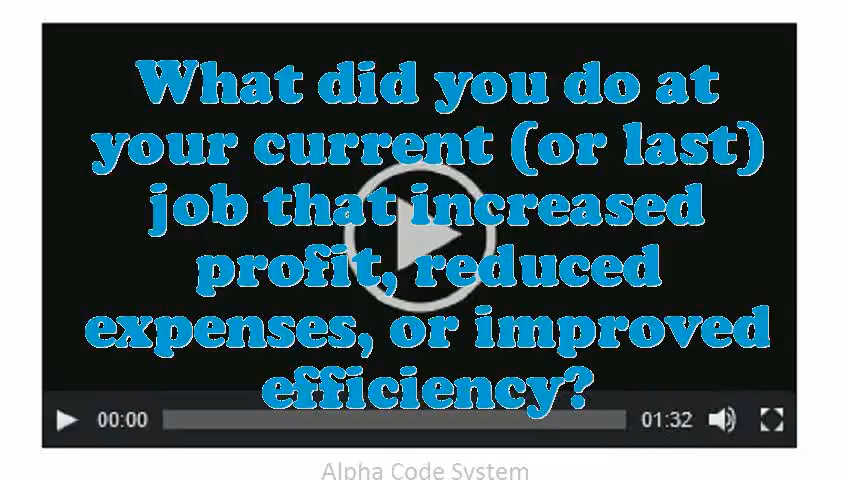 What did you do at
your current (or last)
job that increased
profit, reduced
expenses, or improved
efficiency?
00:00 01:32
Alpha Code System